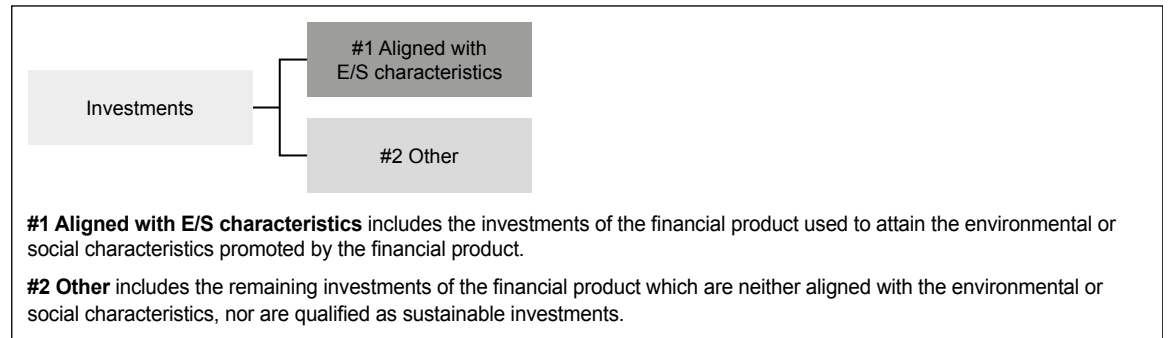 #1 Aligned with
E/S characteristics
Investments
#2 Other
#1 Aligned with E/S characteristics includes the investments of the financial product used to attain the environmental or
social characteristics promoted by the financial product.
#2 Other includes the remaining investments of the financial product which are neither aligned with the environmental or
social characteristics, nor are qualified as sustainable investments.